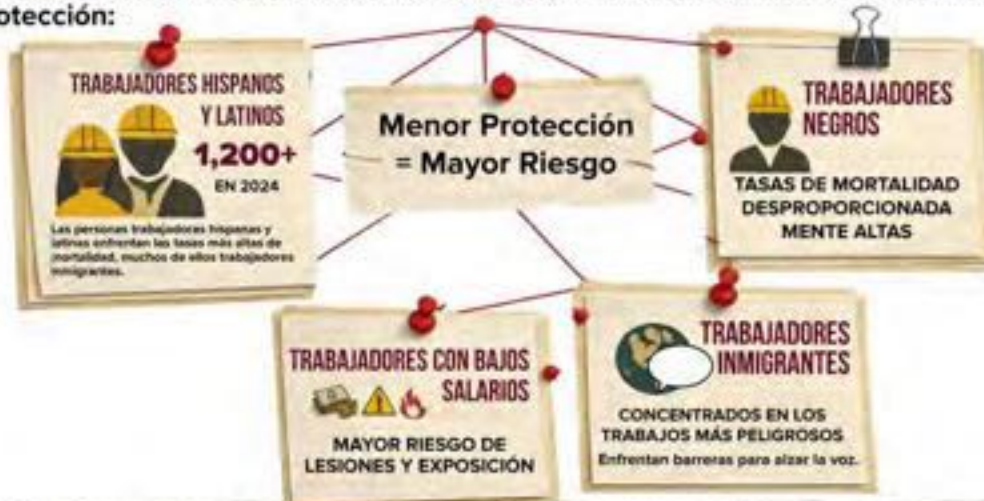 otección:
TRABAJADORES HISPANOS
Y LATINOS
1,200+
EN 2024
Las personas trabajadoras hispanas y
latinas enfrentan las tasas más altas de
mortalidad, muchos de ellos trabajadores
inmigrantes.
Menor Protección
= Mayor Riesgo
TRABAJADORES
NEGROS
TASAS DE MORTALIDAD
DESPROPORCIONADA
MENTE ALTAS
TRABAJADORES CON BAJOS
SALARIOS
MAYOR RIESGO DE
LESIONES Y EXPOSICIÓN
TRABAJADORES
INMIGRANTES
CONCENTRADOS EN LOS
TRABAJOS MÁS PELIGROSOS
Enfrentan barreras para alzar la voz.